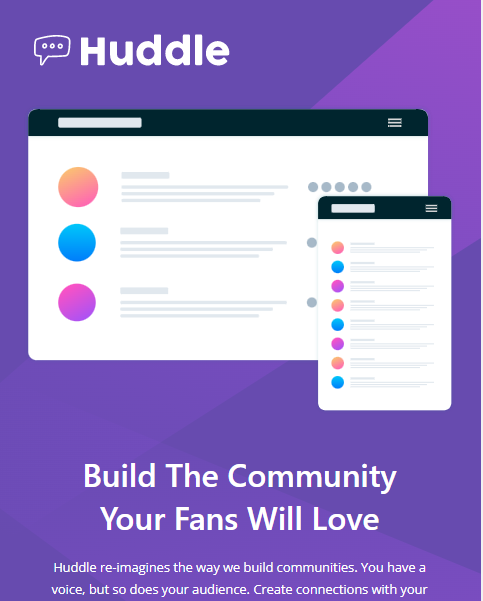 Huddle
Build The Community
Your Fans Will Love
Huddle re-imagines the way we build communities. You have a
voice, but so does your audience. Create connections with your